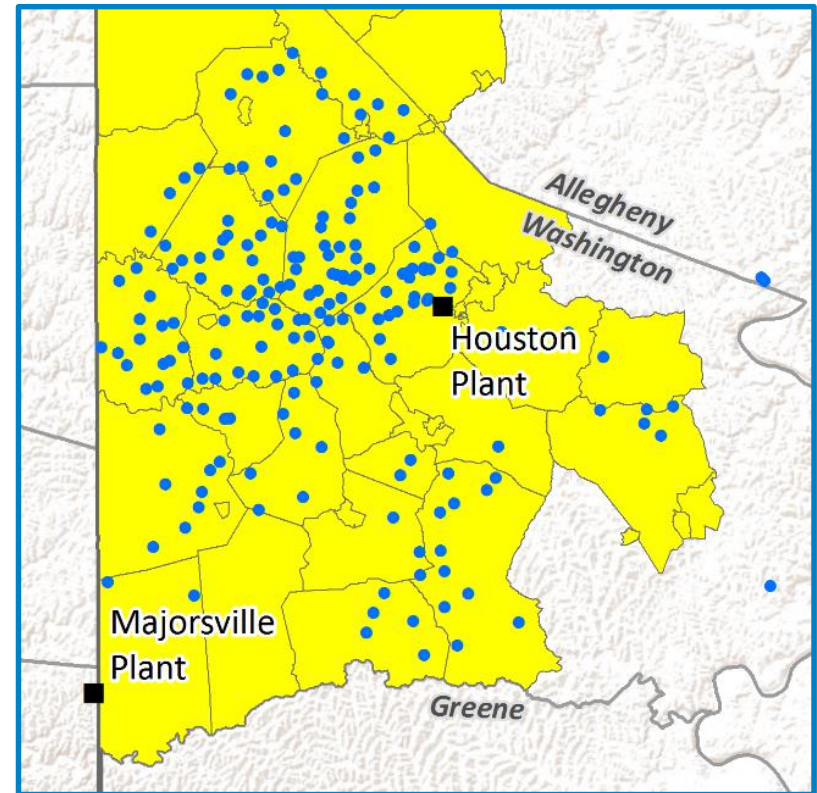 Allegheny
Washington
Houston
Plant
Majorsville
Plant
Greene